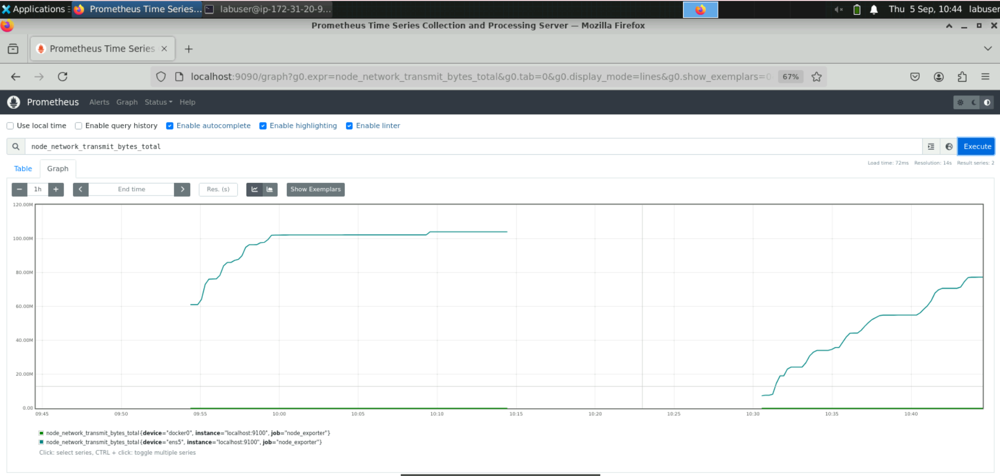 Applications Prometheus Time Series... labuser@ip-172-31-20-9... Thu 5 Sep, 10:44 labuser
Prometheus Time Series Collection and Processing Server — Mozilla Firefox
Prometheus Time Series
localhost:9090/graph?g0.expr=node_network_transmit_bytes_total&g0.tab=0&g0.display_mode=lines&g0.show_exemplars=0 67%
Prometheus Alerts Graph Status Help
Use local time Enable query history Enable autocomplete Enable highlighting Enable linter
node_network_transmit_bytes_total Execute
Table Graph Load time: 72ms Resolution: 14s Result series: 2
− 1h + End time Res. (s) Show Exemplars
120.00M
100.00M
80.00M
60.00M
40.00M
20.00M
0.00
09:45 09:50 09:55 10:00 10:05 10:10 10:15 10:20 10:25 10:30 10:35 10:40
node_network_transmit_bytes_total{device="docker0", instance="localhost:9100", job="node_exporter"}
node_network_transmit_bytes_total{device="ens5", instance="localhost:9100", job="node_exporter"}
Click: select series, CTRL + click: toggle multiple series